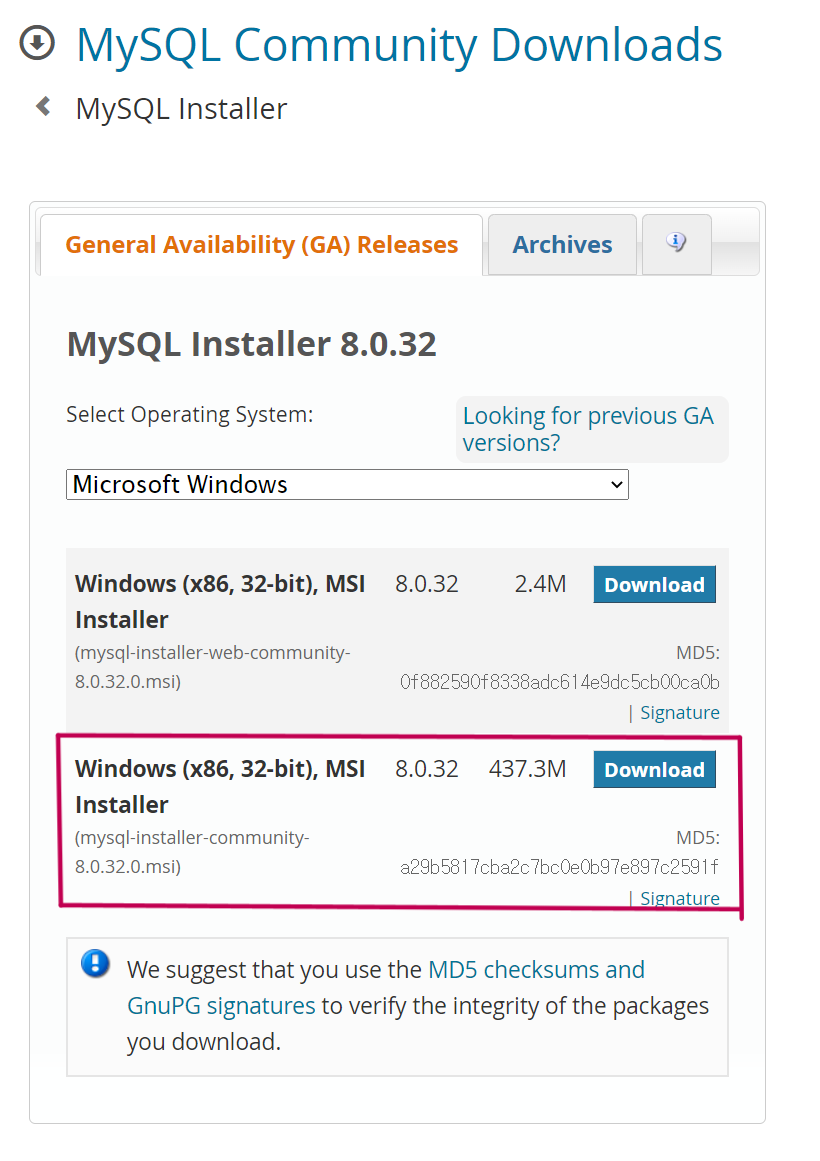 MySQL Community Downloads
MySQL Installer
General Availability (GA) Releases
Archives
MySQL Installer 8.0.32
Select Operating System:
Looking for previous GA
versions?
Microsoft Windows
Windows (x86, 32-bit), MSI 8.0.32 2.4M Download
Installer
(mysql-installer-web-community- MD5:
8.0.32.0.msi) 0f882590f8338adc614e9dc5cb00ca0b
| Signature
Windows (x86, 32-bit), MSI 8.0.32 437.3M Download
Installer
(mysql-installer-community- MD5:
8.0.32.0.msi) a29b5817cba2c7bc0e0b97e897c2591f
| Signature
We suggest that you use the MD5 checksums and
GnuPG signatures to verify the integrity of the packages
you download.